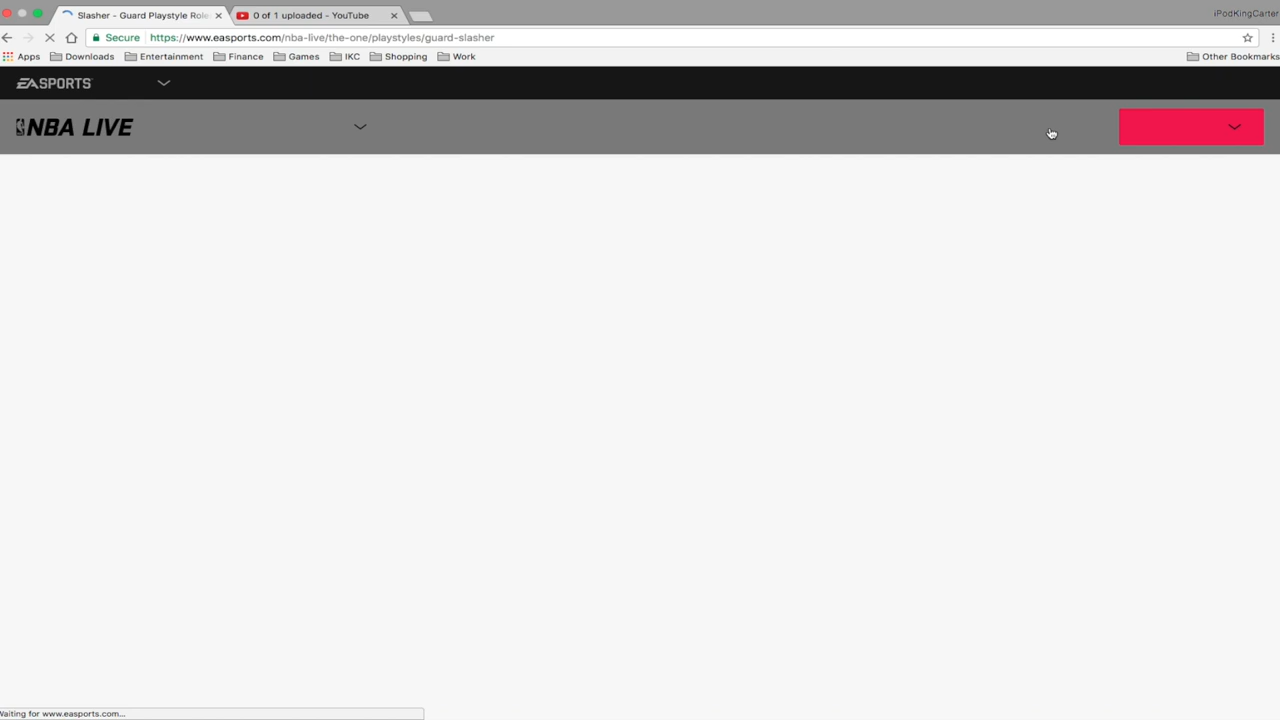 iPodKingCarter
Slasher - Guard Playstyle Role
0 of 1 uploaded - YouTube
Secure
https://www.easports.com/nba-live/the-one/playstyles/guard-slasher
Apps Downloads Entertainment Finance Games IKC Shopping Work Other Bookmarks
EA SPORTS
NBA LIVE
Waiting for www.easports.com...